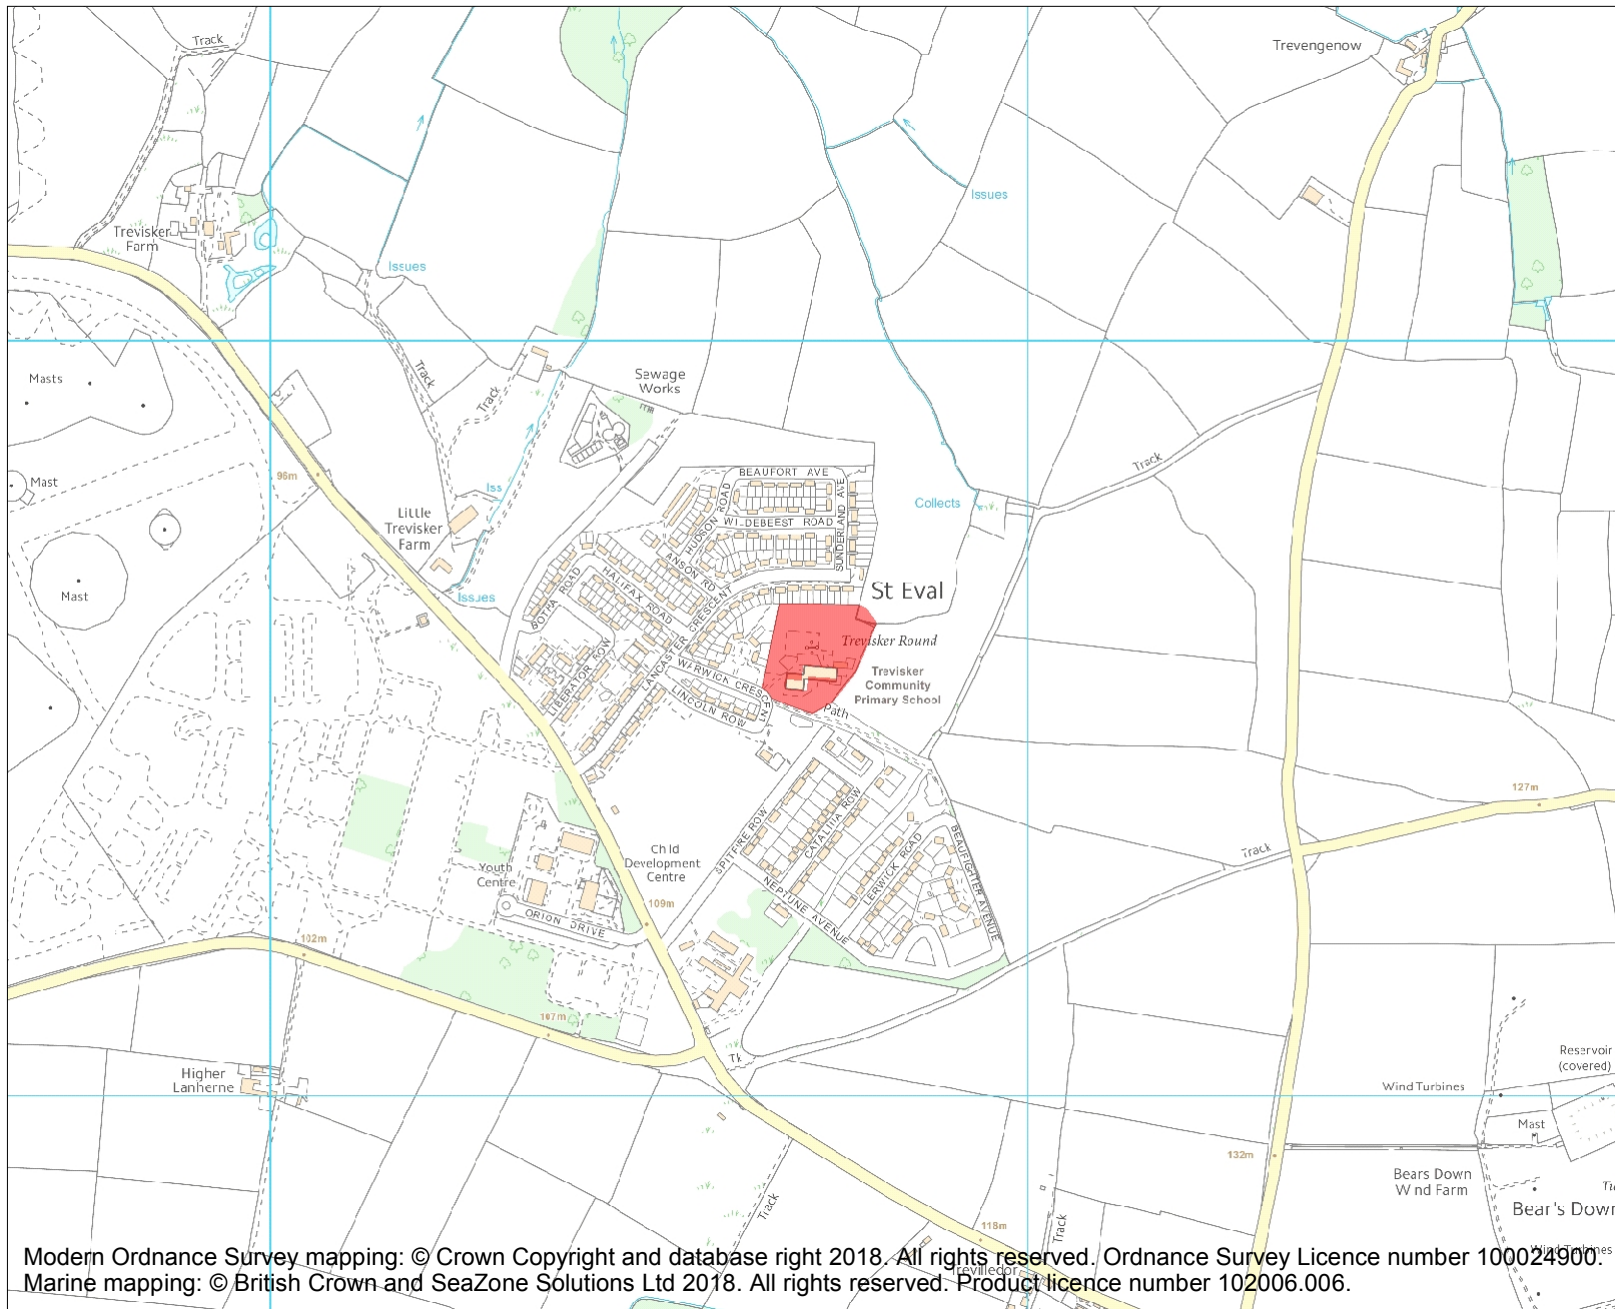 Track
Trevengenow
Issues
Trevisker
Farm
Issues
Track
Track
Masts
Sewage
Works
Track
Mast
96m
BEAUFORT AVE
HUDSON ROAD
SUNDERLAND AVE
Iss
Collects
WILDEBEEST ROAD
Little
Trevisker
Farm
ANSON RD
Mast
HALIFAX ROAD
BOTHA ROAD
Issues
St Eval
LANCASTER CRESCENT
Trevisker Round
LIBERATOR ROW
WARWICK CRESCENT
Trevisker
Community
Primary School
LINCOLN ROW
Path
127m
SPITFIRE ROW
CATALINA ROW
LERWICK ROAD
BEAUFIGHTER AVENUE
Child
Development
Centre
Track
Youth
Centre
NEPTUNE AVENUE
109m
ORION DRIVE
102m
107m
Tk
Higher
Lanherne
Reservoir
(covered)
Wind Turbines
Mast
132m
Bears Down
Wind Farm
Track
Track
Bear's Down
118m
Wind Turbines
Trevilledor
Modern Ordnance Survey mapping: © Crown Copyright and database right 2018. All rights reserved. Ordnance Survey Licence number 100024900.
Marine mapping: © British Crown and SeaZone Solutions Ltd 2018. All rights reserved. Product licence number 102006.006.